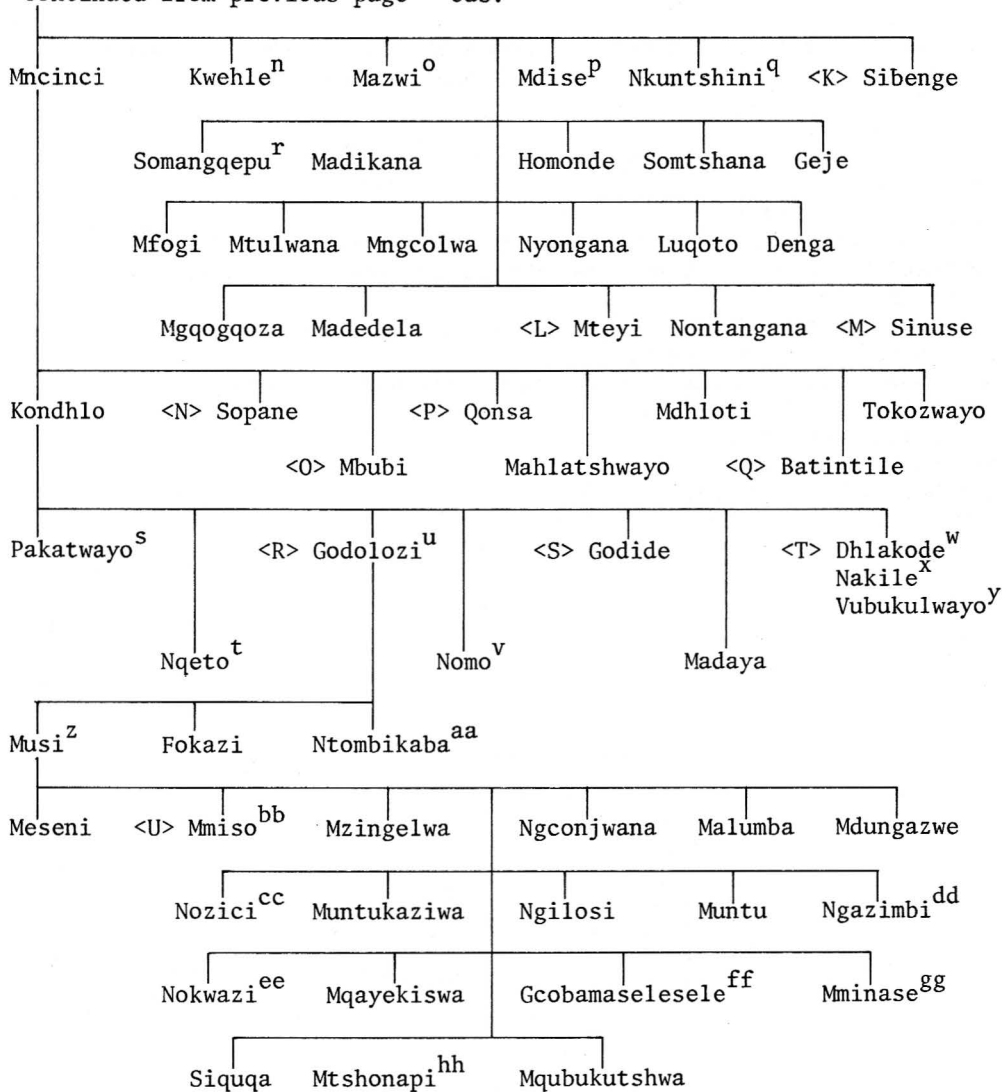 Continued from previous page - eds.
Mncinci Kwehle n Mazwi o Mdise p Nkuntshini q <K> Sibenge
Somangqepu r Madikana Homonde Somtshana Geje
Mfogi Mtulwana Mngcolwa Nyongana Luqoto Denga
Mgqogqoza Madedela <L> Mteyi Nontangana <M> Sinuse
Kondhlo <N> Sopane <P> Qonsa Mdhloti Tokozwayo
<O> Mbubi Mahlatshwayo <Q> Batintile
Pakatwayo s <R> Godolozi u <S> Godide <T> Dhlakode w
Nakile x
Vubukulwayo y
Nqeto t Nomo v Madaya
Musi z Fokazi Ntombikaba aa
Meseni <U> Mmiso bb Mzingelwa Ngconjwana Malumba Mdungazwe
Nozici cc Muntukaziwa Ngilosi Muntu Ngazimbi dd
Nokwazi ee Mqayekiswa Gcobamaselesele ff Mminase gg
Siquqa Mtshonapi hh Mqubukutshwa